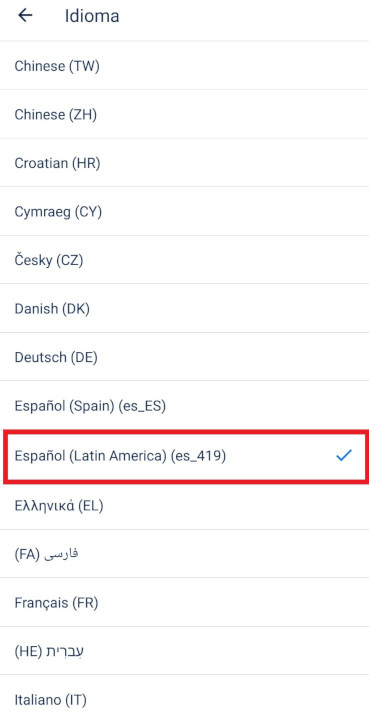 Idioma
Chinese (TW)
Chinese (ZH)
Croatian (HR)
Cymraeg (CY)
Česky (CZ)
Danish (DK)
Deutsch (DE)
Español (Spain) (es_ES)
Español (Latin America) (es_419)
Ελληνικά (EL)
فارسی (FA)
Français (FR)
עִברִית (HE)
Italiano (IT)